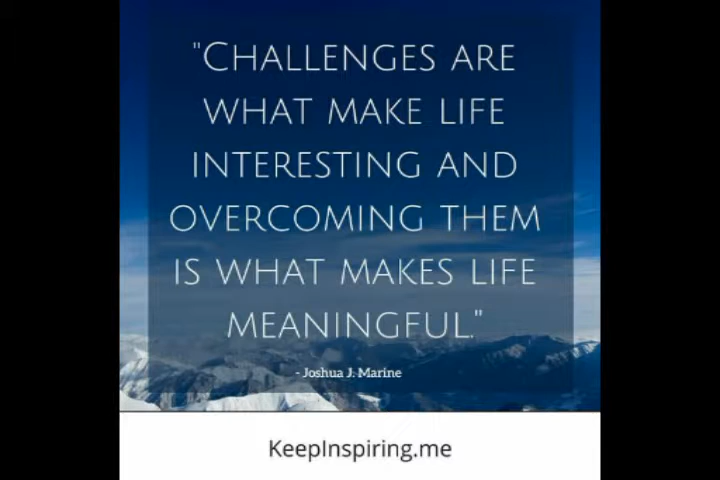 "CHALLENGES ARE
WHAT MAKE LIFE
INTERESTING AND
OVERCOMING THEM
IS WHAT MAKES LIFE
MEANINGFUL."
- Joshua J. Marine
KeepInspiring.me